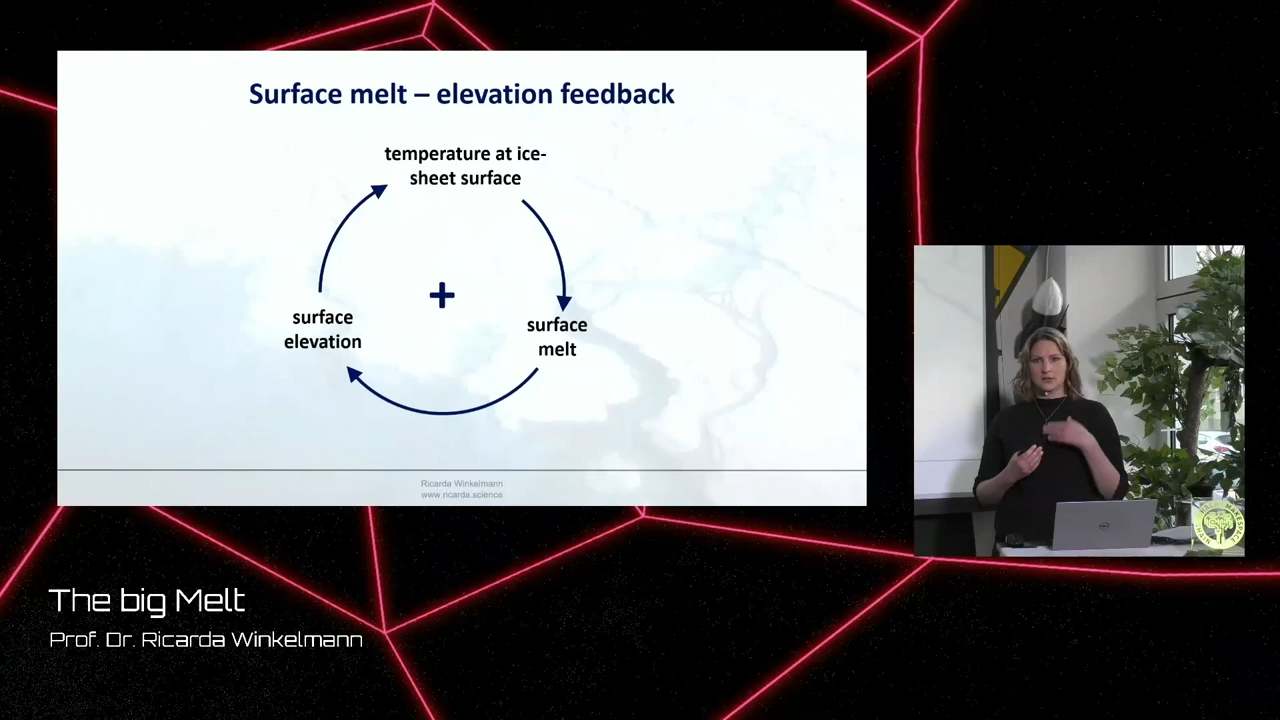 Surface melt – elevation feedback
temperature at ice-
sheet surface
+
surface
elevation
surface
melt
Ricarda Winkelmann
www.ricarda.science
The big Melt
Prof. Dr. Ricarda Winkelmann